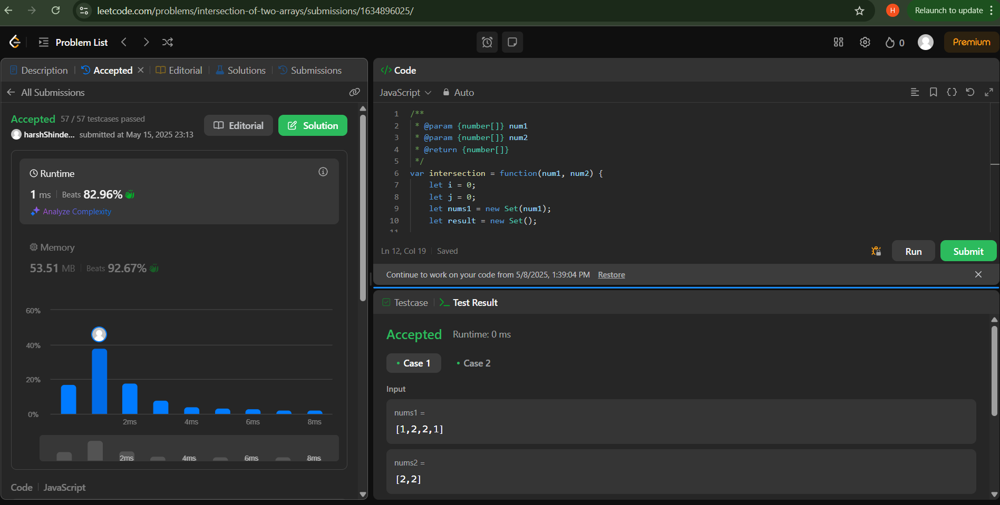 leetcode.com/problems/intersection-of-two-arrays/submissions/1634896025/
H
Relaunch to update
Problem List
0
Premium
Description
Accepted
Editorial
Solutions
Submissions
All Submissions
Accepted 57 / 57 testcases passed
harshShinde... submitted at May 15, 2025 23:13
Editorial
Solution
Runtime
1 ms Beats 82.96%
Analyze Complexity
Memory
53.51 MB Beats 92.67%
60%
40%
20%
0%
2ms 4ms 6ms 8ms
2ms 4ms 6ms 8ms
Code JavaScript
</> Code
JavaScript Auto
1 /**
2 * @param {number[]} num1
3 * @param {number[]} num2
4 * @return {number[]}
5 */
6 var intersection = function(num1, num2) {
7 let i = 0;
8 let j = 0;
9 let nums1 = new Set(num1);
10 let result = new Set();
11
Ln 12, Col 19 Saved
Run
Submit
Continue to work on your code from 5/8/2025, 1:39:04 PM Restore
Testcase
Test Result
Accepted Runtime: 0 ms
• Case 1
• Case 2
Input
nums1 =
[1,2,2,1]
nums2 =
[2,2]